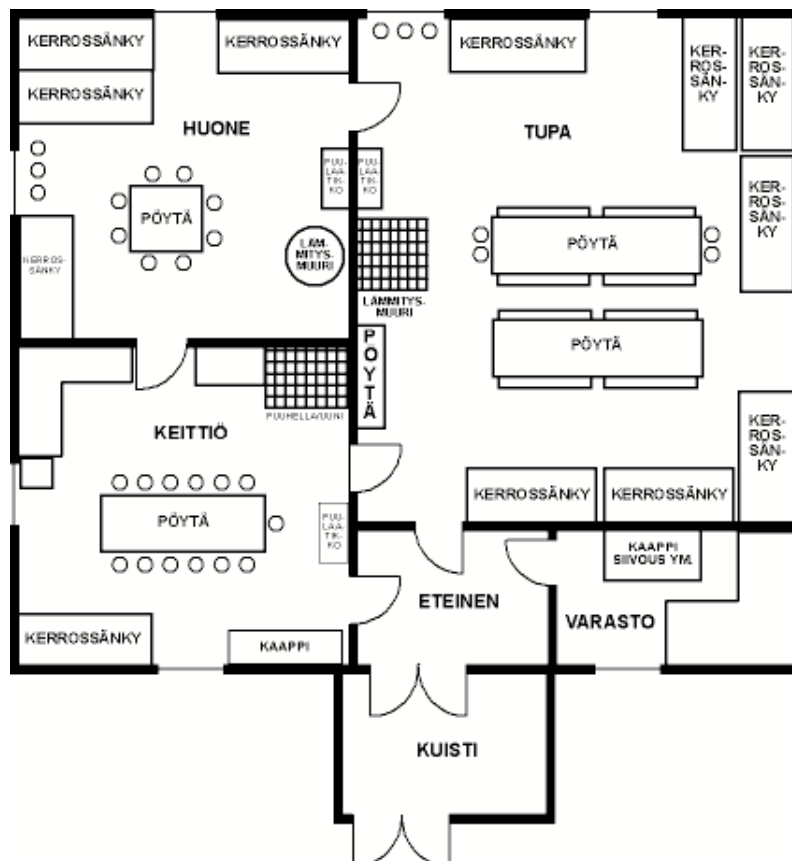 KERROSSÄNKY
KERROSSÄNKY
KERROSSÄNKY
HUONE
PUU-
LAA-
TIK-
KO
PÖYTÄ
LÄM-
MITYS-
MUURI
KERROS-
SÄNKY
KERROSSÄNKY
KER-
ROS-
SÄN-
KY
KER-
ROS-
SÄN-
KY
TUPA
PUU-
LAA-
TIK-
KO
KER-
ROS-
SÄN-
KY
PÖYTÄ
LÄMMITYS-
MUURI
PÖYTÄ
P
Ö
Y
T
Ä
KER-
ROS-
SÄN-
KY
KERROSSÄNKY
KERROSSÄNKY
PUUHELLA/UUNI
KEITTIÖ
PÖYTÄ
PUU-
LAA-
TIK-
KO
KERROSSÄNKY
KAAPPI
ETEINEN
KAAPPI
SIIVOUS YM.
VARASTO
KUISTI